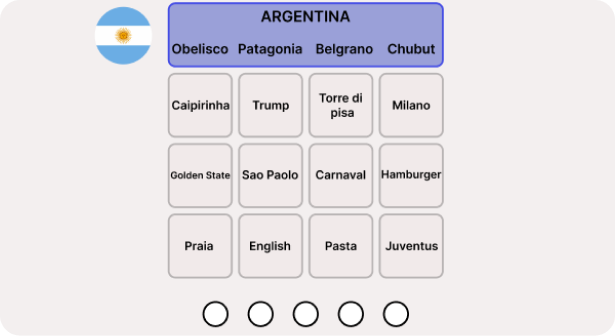 ARGENTINA
Obelisco Patagonia Belgrano Chubut
Caipirinha
Trump
Torre di
pisa
Milano
Golden State
Sao Paolo
Carnaval
Hamburger
Praia
English
Pasta
Juventus